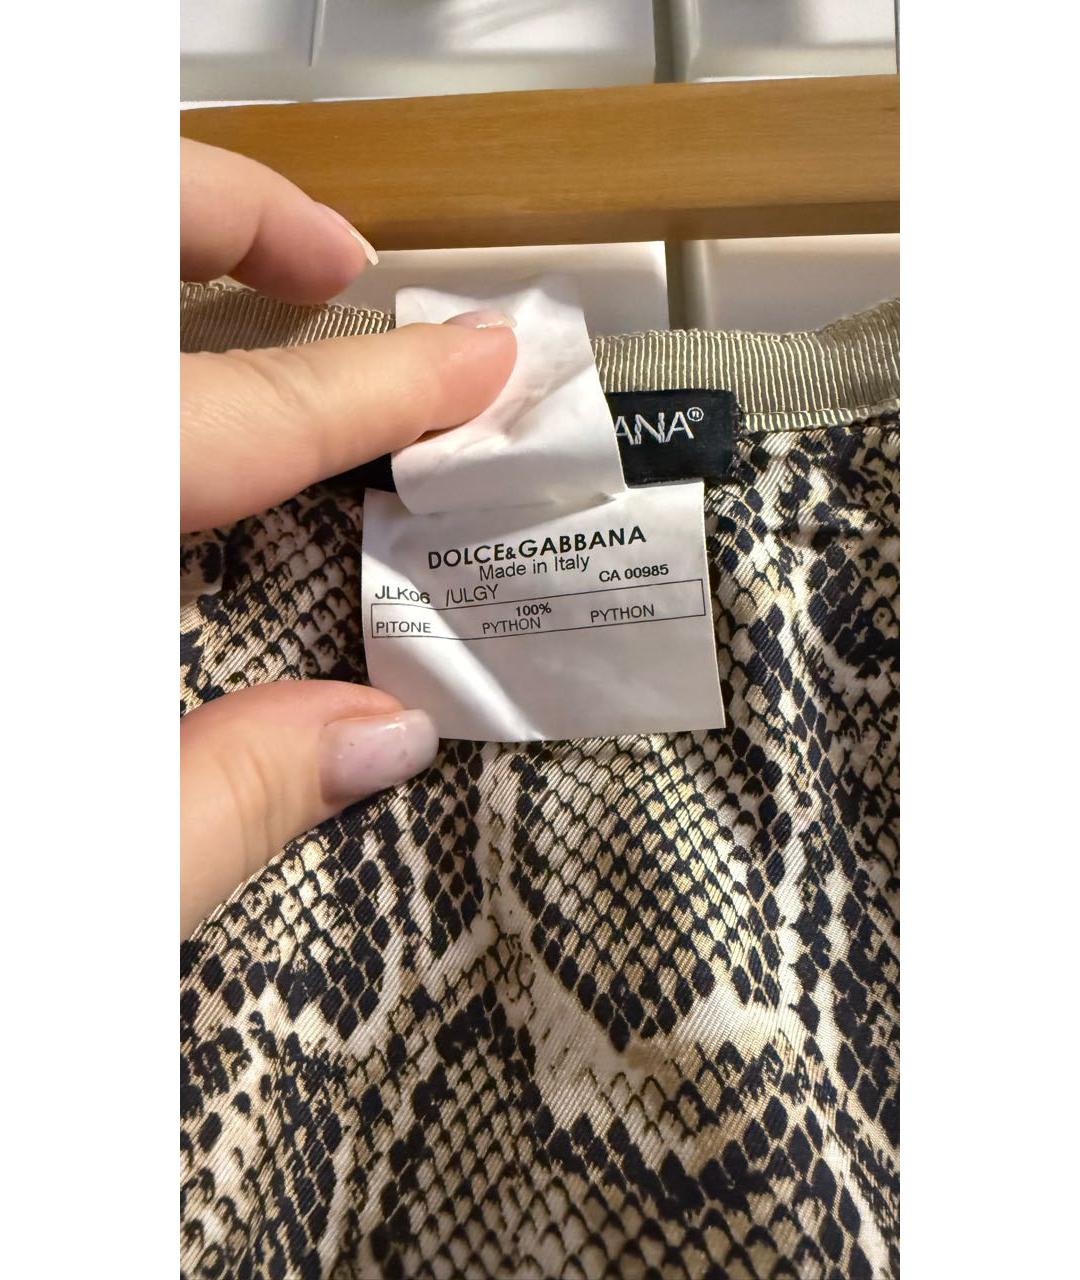 ANA®
DOLCE&GABBANA
Made in Italy
JLK06 /ULGY CA 00985
100%
PITONE PYTHON PYTHON